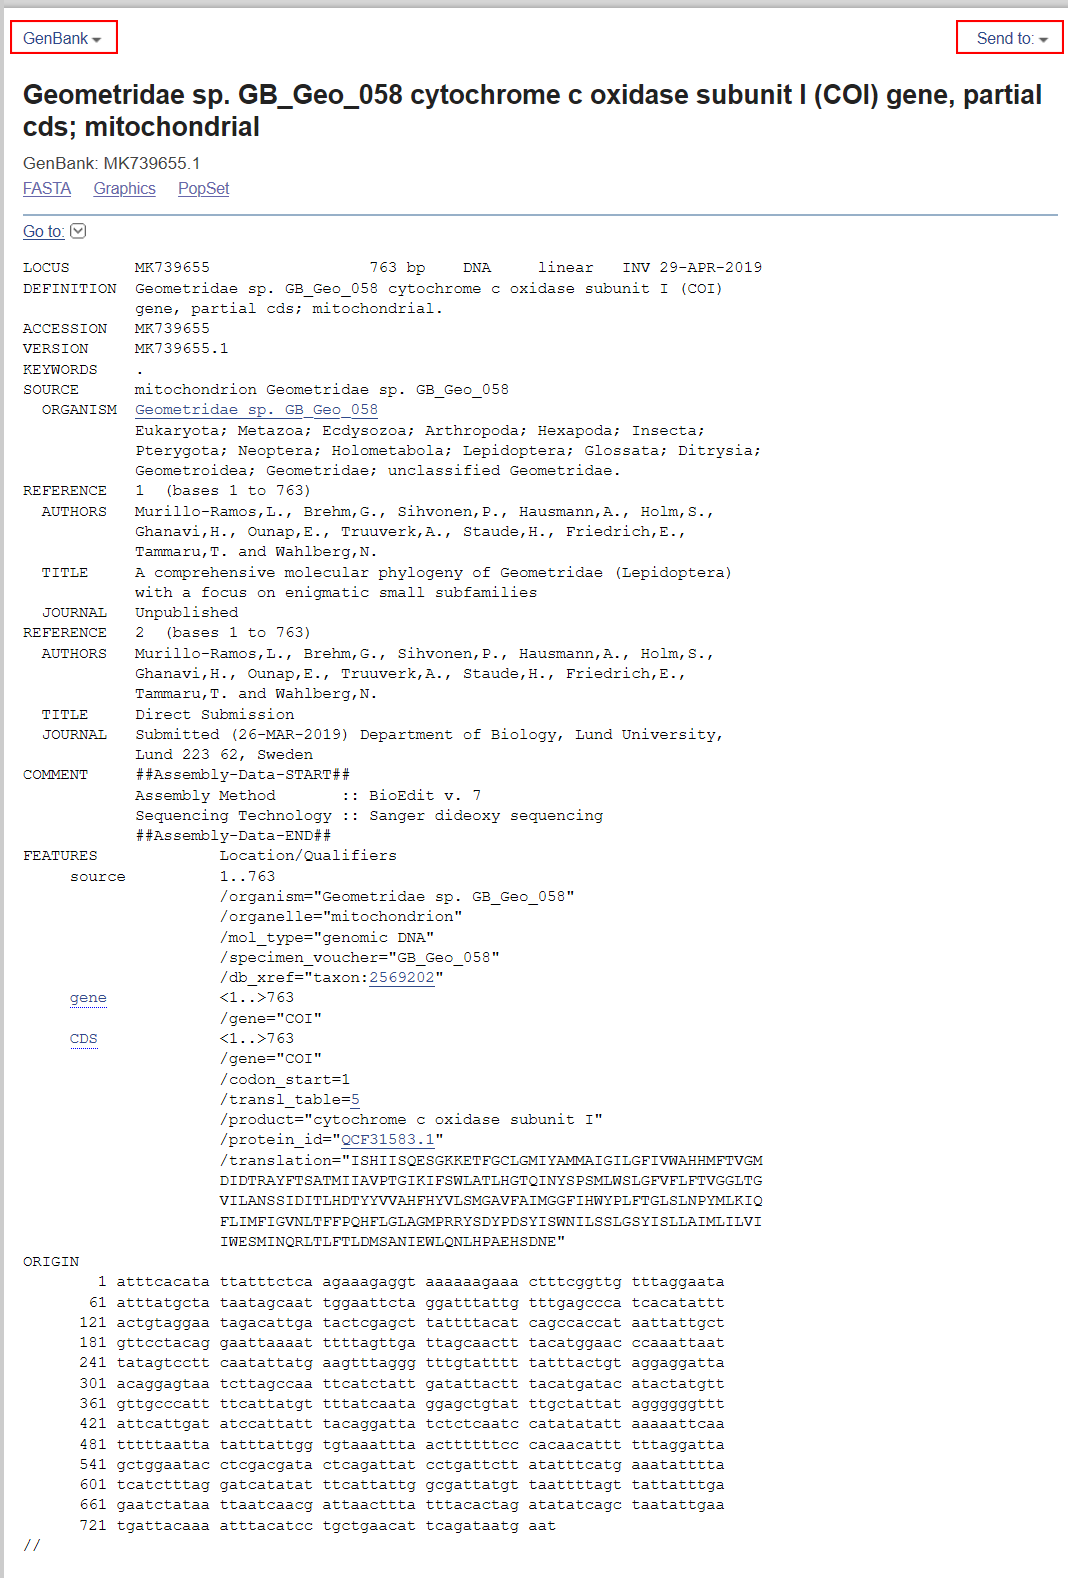 GenBank
Send to:
Geometridae sp. GB_Geo_058 cytochrome c oxidase subunit I (COI) gene, partial
cds; mitochondrial
GenBank: MK739655.1
FASTA Graphics PopSet
Go to:
LOCUS MK739655 763 bp DNA linear INV 29-APR-2019
DEFINITION Geometridae sp. GB_Geo_058 cytochrome c oxidase subunit I (COI)
gene, partial cds; mitochondrial.
ACCESSION MK739655
VERSION MK739655.1
KEYWORDS .
SOURCE mitochondrion Geometridae sp. GB_Geo_058
ORGANISM Geometridae sp. GB_Geo_058
Eukaryota; Metazoa; Ecdysozoa; Arthropoda; Hexapoda; Insecta;
Pterygota; Neoptera; Holometabola; Lepidoptera; Glossata; Ditrysia;
Geometroidea; Geometridae; unclassified Geometridae.
REFERENCE 1 (bases 1 to 763)
AUTHORS Murillo-Ramos,L., Brehm,G., Sihvonen,P., Hausmann,A., Holm,S.,
Ghanavi,H., Ounap,E., Truuverk,A., Staude,H., Friedrich,E.,
Tammaru,T. and Wahlberg,N.
TITLE A comprehensive molecular phylogeny of Geometridae (Lepidoptera)
with a focus on enigmatic small subfamilies
JOURNAL Unpublished
REFERENCE 2 (bases 1 to 763)
AUTHORS Murillo-Ramos,L., Brehm,G., Sihvonen,P., Hausmann,A., Holm,S.,
Ghanavi,H., Ounap,E., Truuverk,A., Staude,H., Friedrich,E.,
Tammaru,T. and Wahlberg,N.
TITLE Direct Submission
JOURNAL Submitted (26-MAR-2019) Department of Biology, Lund University,
Lund 223 62, Sweden
COMMENT ##Assembly-Data-START##
Assembly Method :: BioEdit v. 7
Sequencing Technology :: Sanger dideoxy sequencing
##Assembly-Data-END##
FEATURES Location/Qualifiers
source 1..763
/organism="Geometridae sp. GB_Geo_058"
/organelle="mitochondrion"
/mol_type="genomic DNA"
/specimen_voucher="GB_Geo_058"
/db_xref="taxon:2569202"
gene <1..>763
/gene="COI"
CDS <1..>763
/gene="COI"
/codon_start=1
/transl_table=5
/product="cytochrome c oxidase subunit I"
/protein_id="QCF31583.1"
/translation="ISHIISQESGKKETFGCLGMIYAMMAIGILGFIVWAHHMFTVGM
DIDTRAYFTSATMIIAVPTGIKIFSWLATLHGTQINYSPSMLWSLGFVFLFTVGGLTG
VILANSSIDITLHDTYYVVAHFHYVLSMGAVFAIMGGFIHWYPLFTGLSLNPYMLKIQ
FLIMFIGVNLTFFPQHFLGLAGMPRRYSDYPDSYISWNILSSLGSYISLLAIMLILVI
IWESMINQRLTLFTLDMSANIEWLQNLHPAEHSDNE"
ORIGIN
1 atttcacata ttatttctca agaaagaggt aaaaaagaaa ctttcggttg tttaggaata
61 atttatgcta taatagcaat tggaattcta ggatttattg tttgagccca tcacatattt
121 actgtaggaa tagacattga tactcgagct tattttacat cagccaccat aattattgct
181 gttcctacag gaattaaaat ttttagttga ttagcaactt tacatggaac ccaaattaat
241 tatagtcctt caatattatg aagtttaggg tttgtatttt tatttactgt aggaggatta
301 acaggagtaa tcttagccaa ttcatctatt gatattactt tacatgatac atactatgtt
361 gttgcccatt ttcattatgt tttatcaata ggagctgtat ttgctattat aggggggttt
421 attcattgat atccattatt tacaggatta tctctcaatc catatatatt aaaaattcaa
481 tttttaatta tatttattgg tgtaaattta acttttttcc cacaacattt tttaggatta
541 gctggaatac ctcgacgata ctcagattat cctgattctt atatttcatg aaatatttta
601 tcatctttag gatcatatat ttcattattg gcgattatgt taattttagt tattatttga
661 gaatctataa ttaatcaacg attaacttta tttacactag atatatcagc taatattgaa
721 tgattacaaa atttacatcc tgctgaacat tcagataatg aat
//